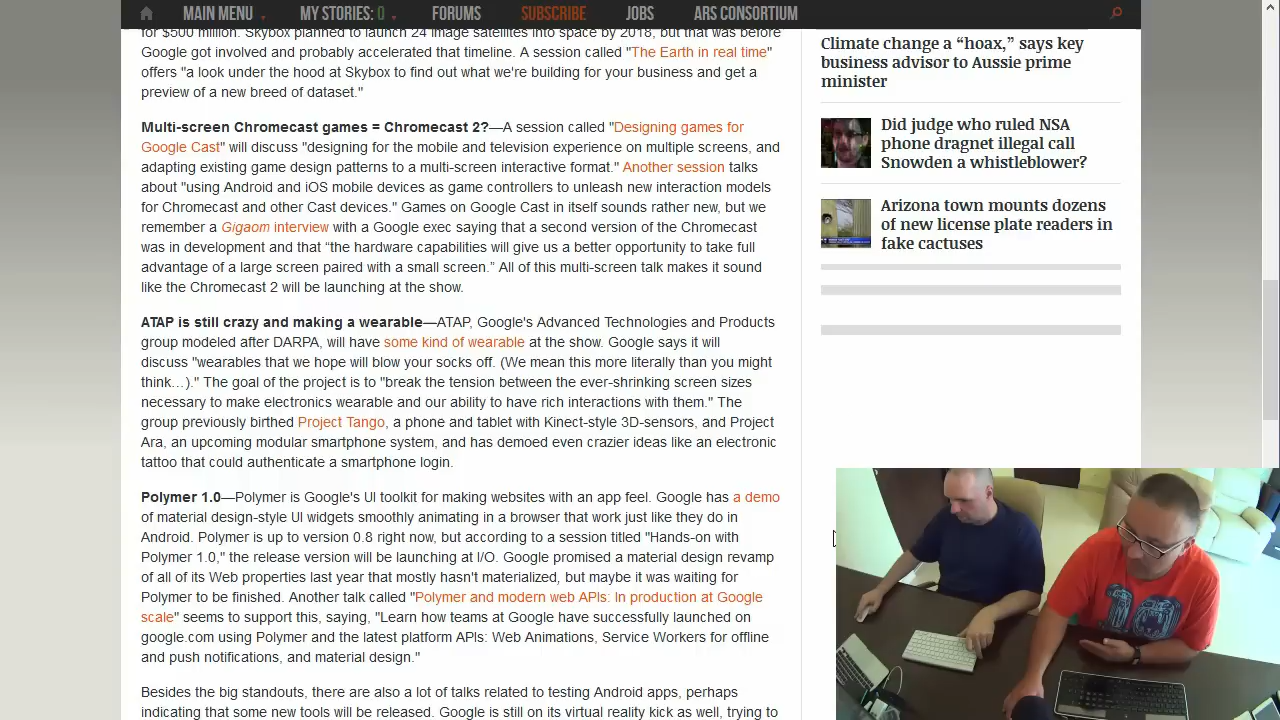 MAIN MENU
MY STORIES: 0
FORUMS
SUBSCRIBE
JOBS
ARS CONSORTIUM
for $500 million. Skybox planned to launch 24 image satellites into space by 2018, but that was before
Google got involved and probably accelerated that timeline. A session called "The Earth in real time"
offers "a look under the hood at Skybox to find out what we're building for your business and get a
preview of a new breed of dataset."
Multi-screen Chromecast games = Chromecast 2?—A session called "Designing games for
Google Cast" will discuss "designing for the mobile and television experience on multiple screens, and
adapting existing game design patterns to a multi-screen interactive format." Another session talks
about "using Android and iOS mobile devices as game controllers to unleash new interaction models
for Chromecast and other Cast devices." Games on Google Cast in itself sounds rather new, but we
remember a Gigaom interview with a Google exec saying that a second version of the Chromecast
was in development and that “the hardware capabilities will give us a better opportunity to take full
advantage of a large screen paired with a small screen.” All of this multi-screen talk makes it sound
like the Chromecast 2 will be launching at the show.
ATAP is still crazy and making a wearable—ATAP, Google's Advanced Technologies and Products
group modeled after DARPA, will have some kind of wearable at the show. Google says it will
discuss "wearables that we hope will blow your socks off. (We mean this more literally than you might
think…)." The goal of the project is to "break the tension between the ever-shrinking screen sizes
necessary to make electronics wearable and our ability to have rich interactions with them." The
group previously birthed Project Tango, a phone and tablet with Kinect-style 3D-sensors, and Project
Ara, an upcoming modular smartphone system, and has demoed even crazier ideas like an electronic
tattoo that could authenticate a smartphone login.
Polymer 1.0—Polymer is Google's UI toolkit for making websites with an app feel. Google has a demo
of material design-style UI widgets smoothly animating in a browser that work just like they do in
Android. Polymer is up to version 0.8 right now, but according to a session titled "Hands-on with
Polymer 1.0," the release version will be launching at I/O. Google promised a material design revamp
of all of its Web properties last year that mostly hasn't materialized, but maybe it was waiting for
Polymer to be finished. Another talk called "Polymer and modern web APIs: In production at Google
scale" seems to support this, saying, "Learn how teams at Google have successfully launched on
google.com using Polymer and the latest platform APIs: Web Animations, Service Workers for offline
and push notifications, and material design."
Besides the big standouts, there are also a lot of talks related to testing Android apps, perhaps
indicating that some new tools will be released. Google is still on its virtual reality kick as well, trying to
Climate change a “hoax,” says key
business advisor to Aussie prime
minister
Did judge who ruled NSA
phone dragnet illegal call
Snowden a whistleblower?
Arizona town mounts dozens
of new license plate readers in
fake cactuses